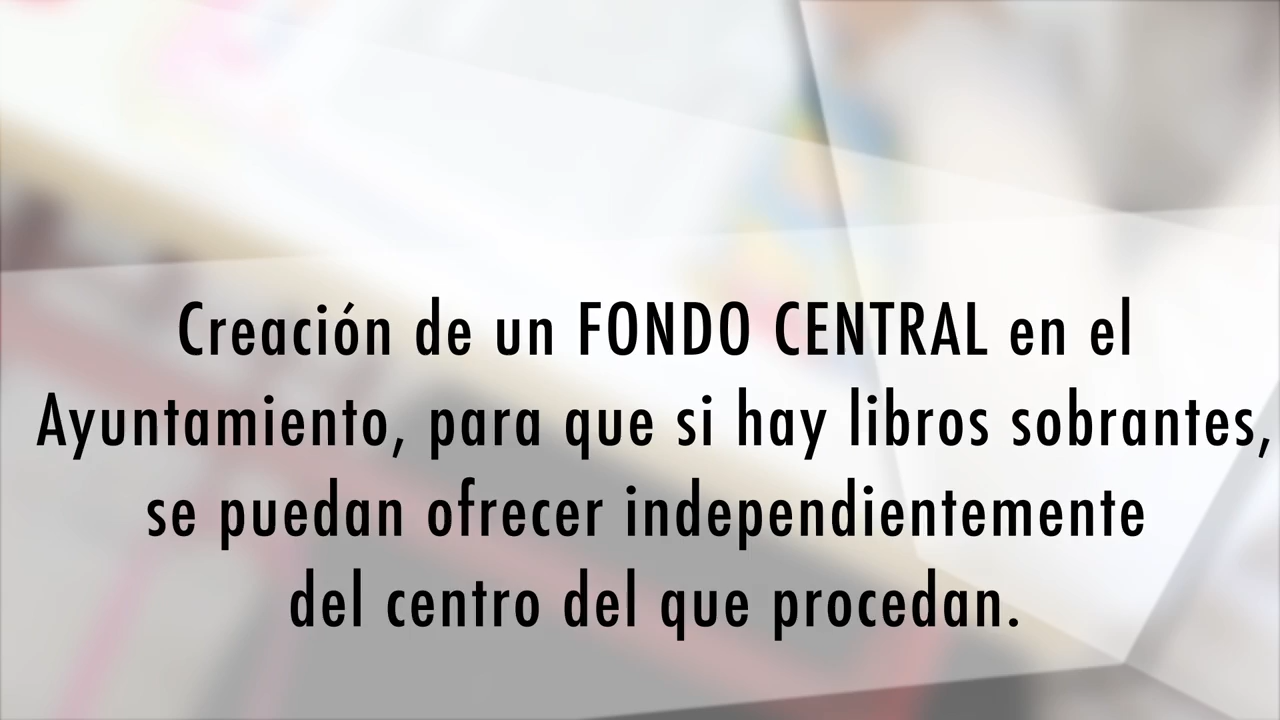 Creación de un FONDO CENTRAL en el
Ayuntamiento, para que si hay libros sobrantes,
se puedan ofrecer independientemente
del centro del que procedan.